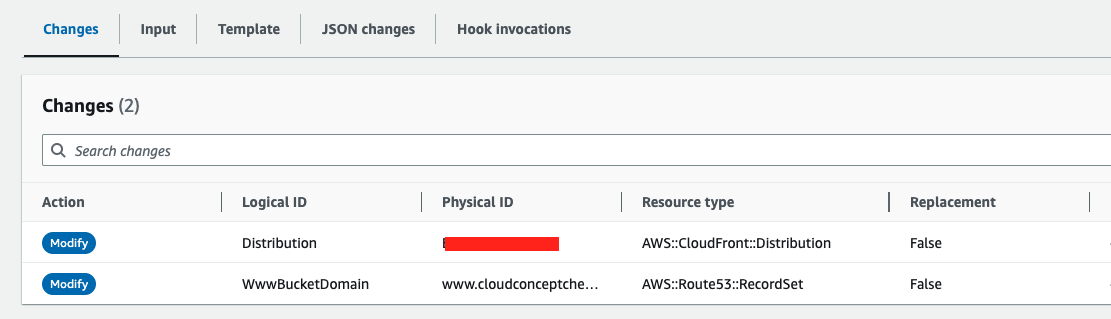 Changes Input Template JSON changes Hook invocations
Changes (2)
Search changes
Action Logical ID Physical ID Resource type Replacement
Modify Distribution AWS::CloudFront::Distribution False
Modify WwwBucketDomain www.cloudconceptche... AWS::Route53::RecordSet False